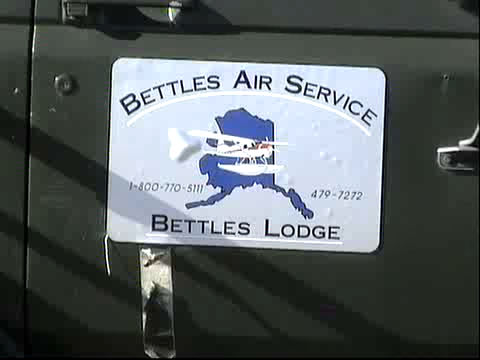 BETTLES AIR SERVICE
1-800-770-5111
479-7272
BETTLES LODGE